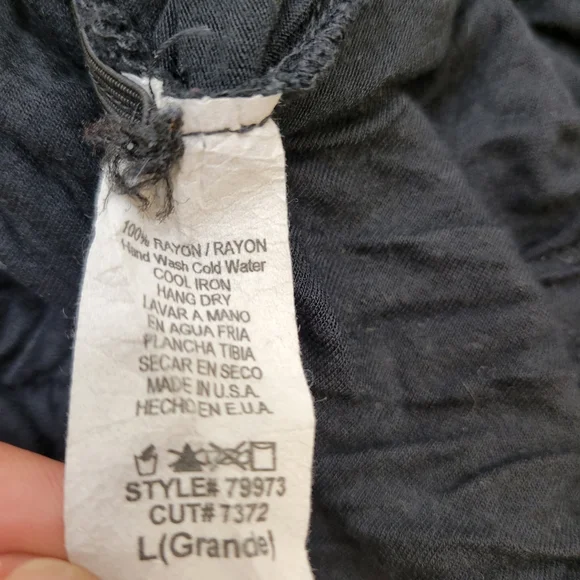 100% RAYON / RAYON
Hand Wash Cold Water
COOL IRON
HANG DRY
LAVAR A MANO
EN AGUA FRIA
PLANCHA TIBIA
SECAR EN SECO
MADE IN U.S.A.
HECHO EN E.U.A.
STYLE# 79973
CUT# 7372
L(Grande)